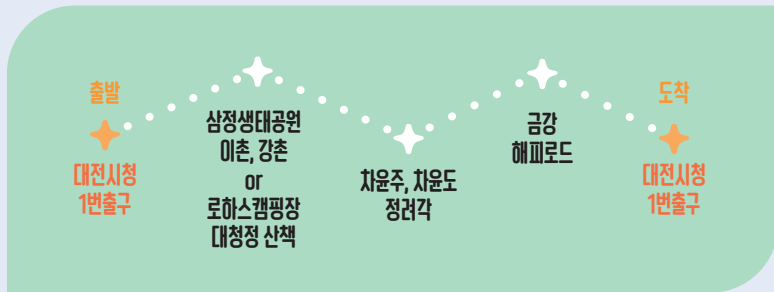 출발
대전시청
1번출구
삼정생태공원
이촌, 강촌
or
로하스캠핑장
대청정 산책
차윤주, 차윤도
정려각
금강
해피로드
도착
대전시청
1번출구